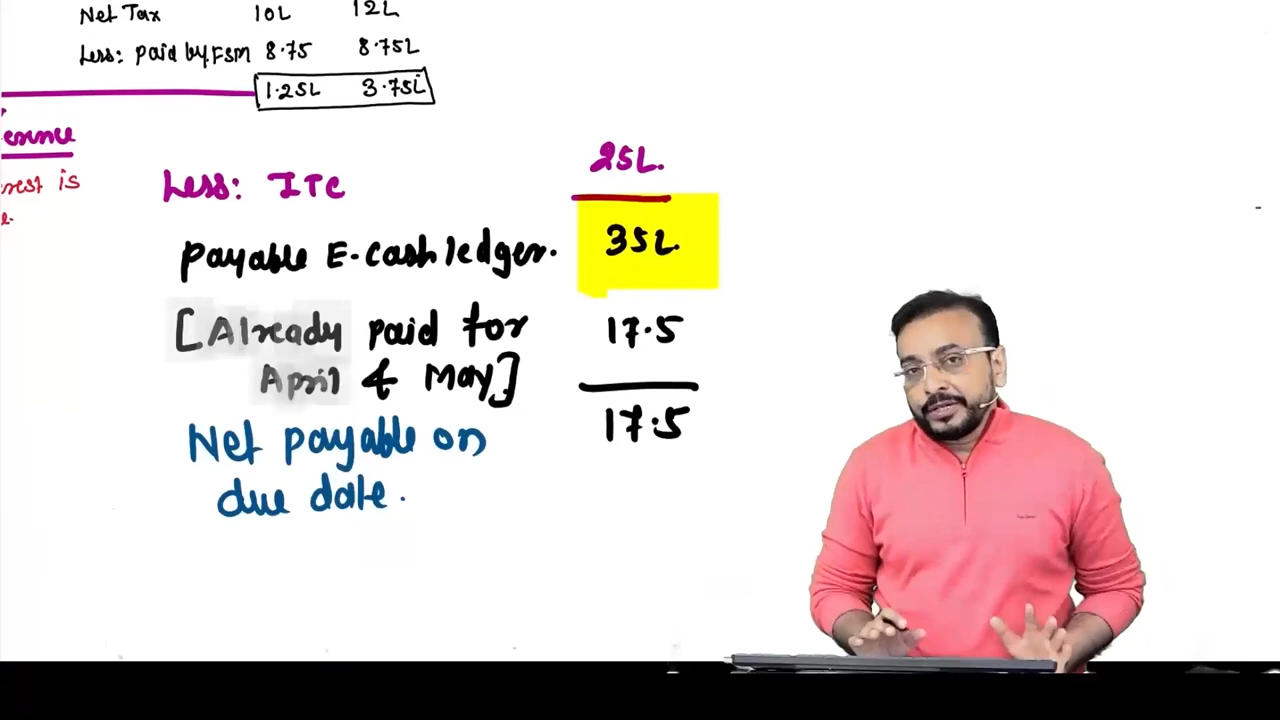 Net Tax 10L 12L
Less: Paid by FSM 8.75 8.75L
1.25L 3.75L
erence
erest is
e.
25L.
Less: ITC
Payable E-cash ledger. 35L.
[Already paid for 17.5
April & May]
17.5
Net payable on
due date.